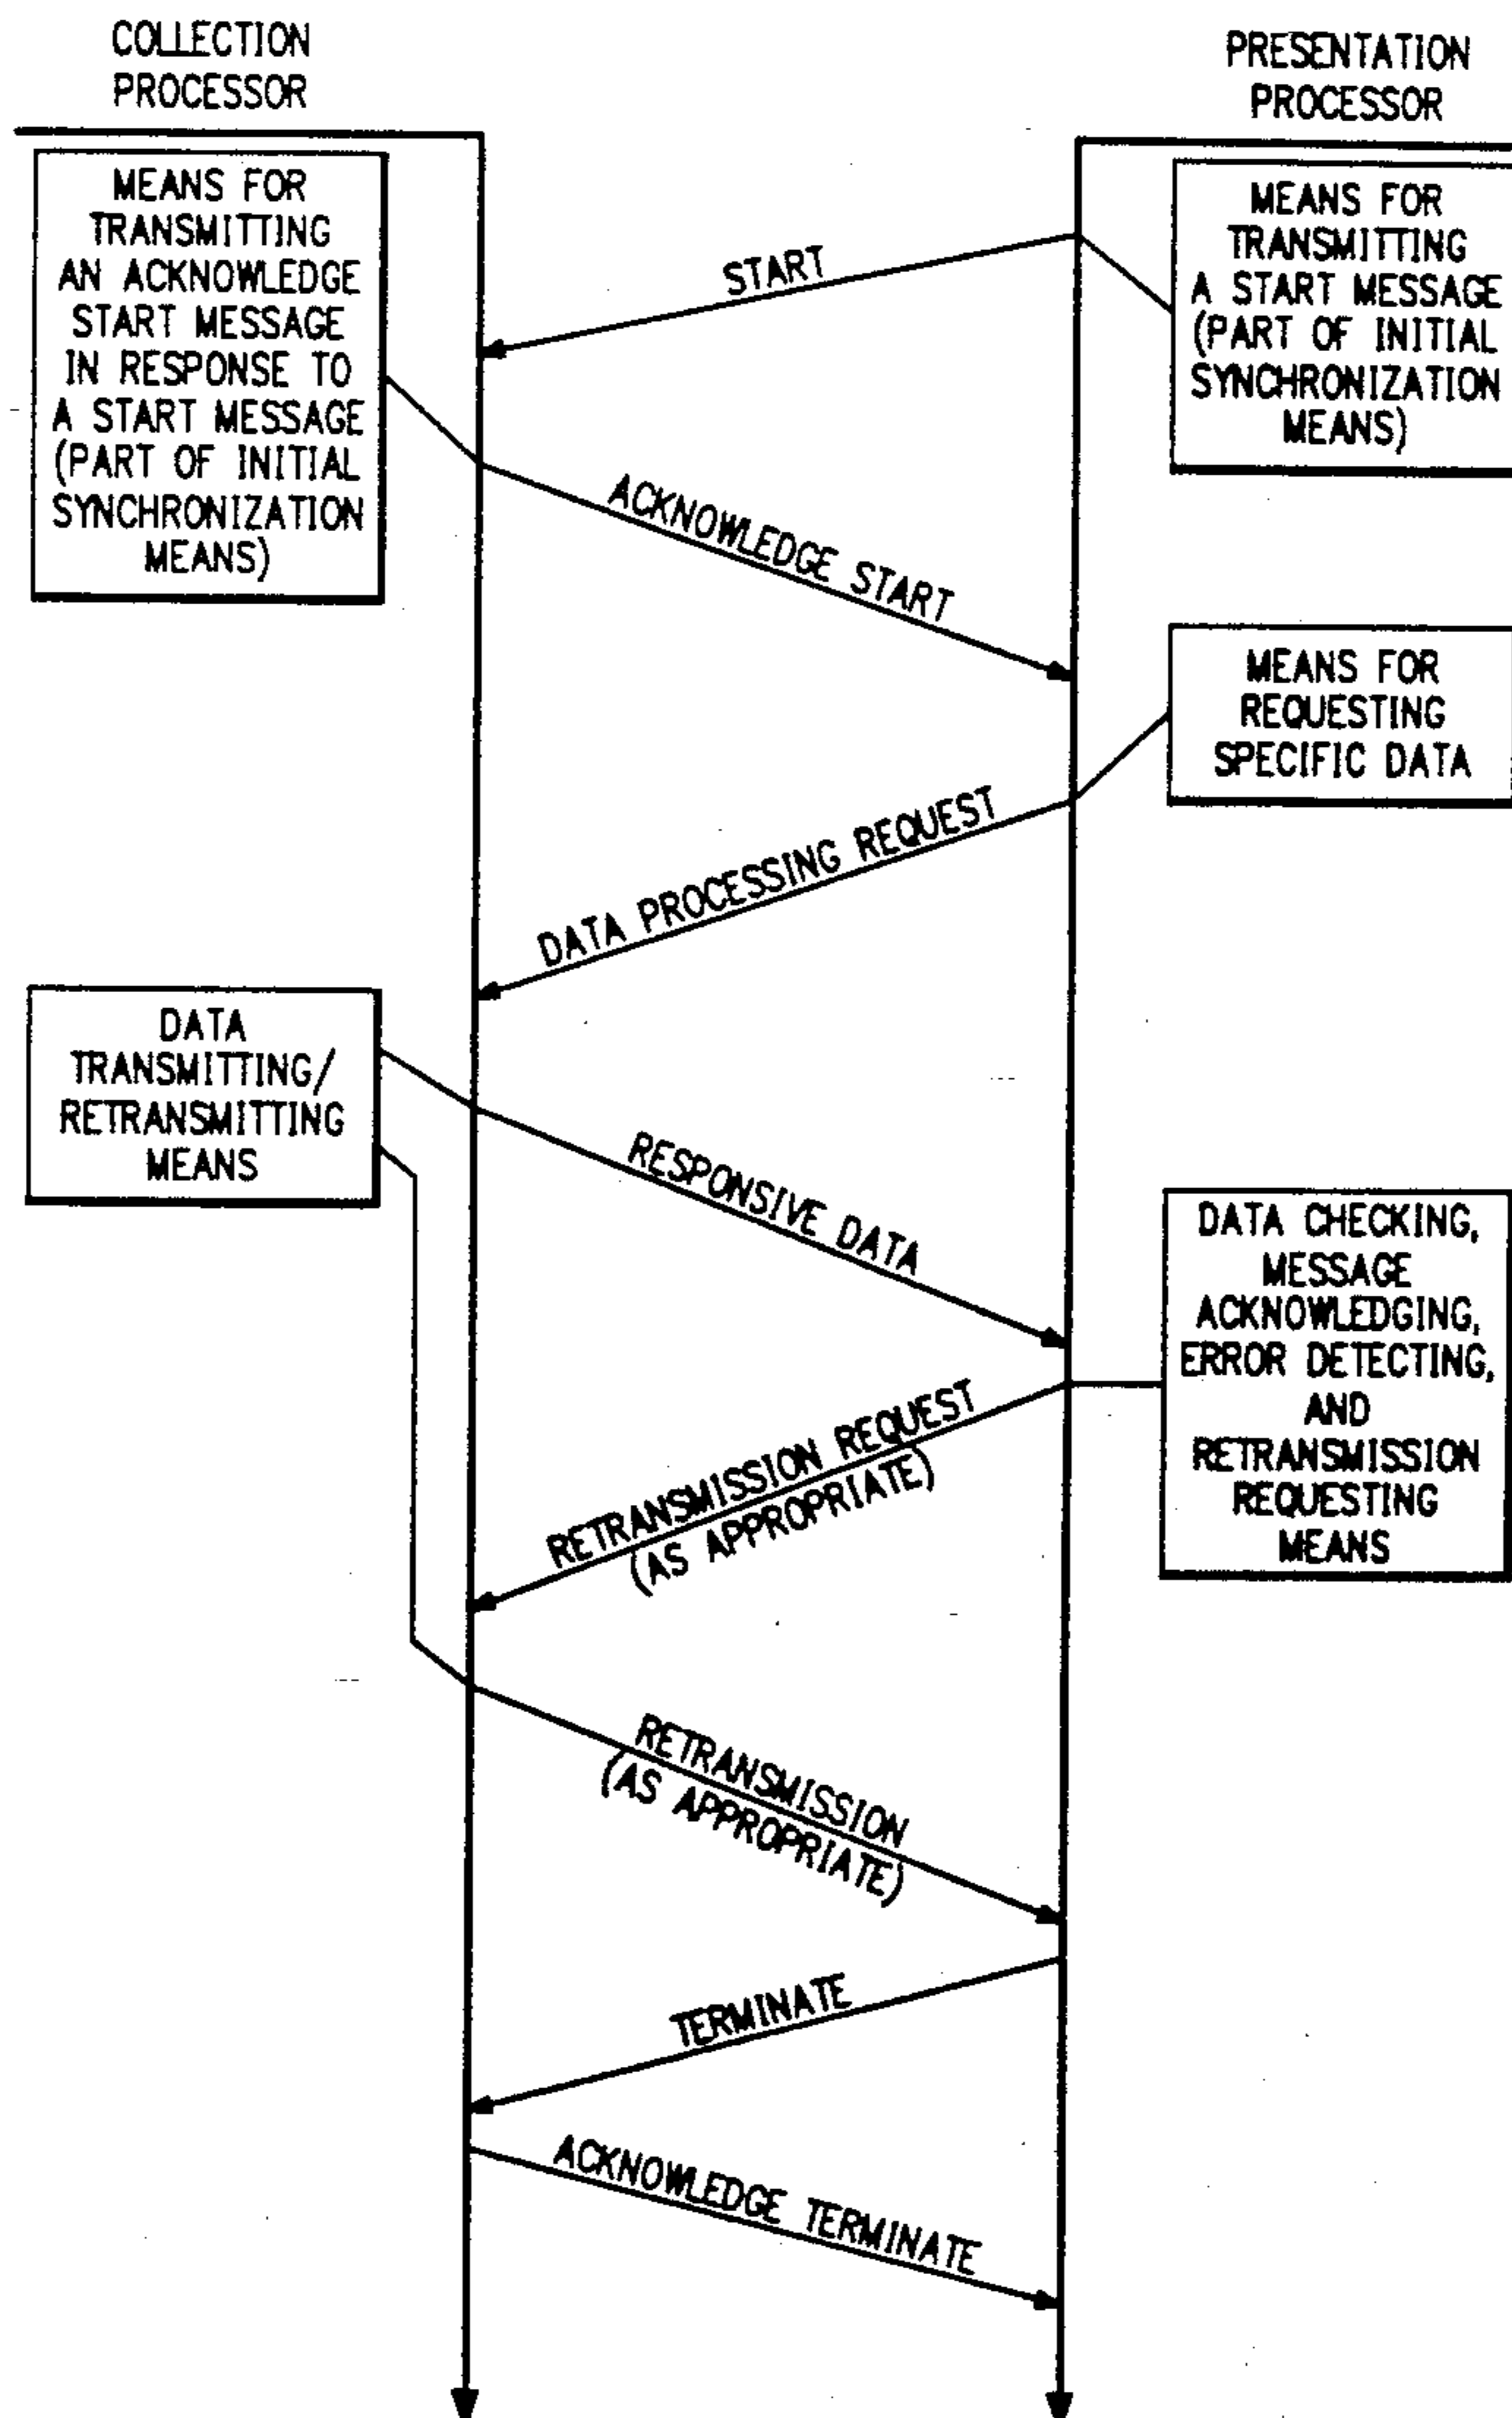 COLLECTION
PROCESSOR
PRESENTATION
PROCESSOR
MEANS FOR
TRANSMITTING
AN ACKNOWLEDGE
START MESSAGE
IN RESPONSE TO
A START MESSAGE
(PART OF INITIAL
SYNCHRONIZATION
MEANS)
MEANS FOR
TRANSMITTING
A START MESSAGE
(PART OF INITIAL
SYNCHRONIZATION
MEANS)
START
ACKNOWLEDGE START
MEANS FOR
REQUESTING
SPECIFIC DATA
DATA PROCESSING REQUEST
DATA
TRANSMITTING/
RETRANSMITTING
MEANS
RESPONSIVE DATA
DATA CHECKING,
MESSAGE
ACKNOWLEDGING,
ERROR DETECTING,
AND
RETRANSMISSION
REQUESTING
MEANS
RETRANSMISSION REQUEST
(AS APPROPRIATE)
RETRANSMISSION
(AS APPROPRIATE)
TERMINATE
ACKNOWLEDGE TERMINATE